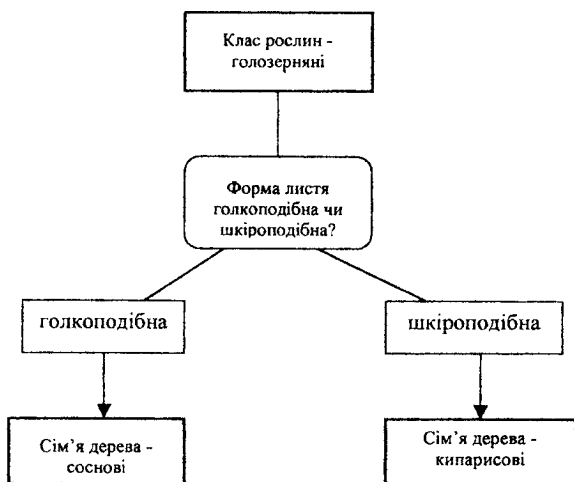 Клас рослин -
голозерняні
Форма листя
голкоподібна чи
шкіроподібна?
голкоподібна
шкіроподібна
Сім’я дерева -
соснові
Сім’я дерева -
кипарисові